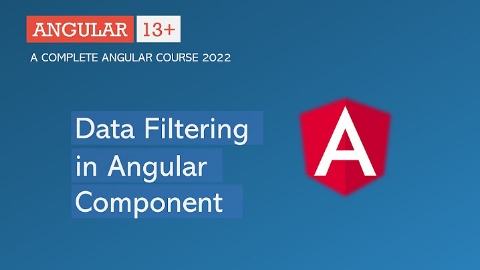 ANGULAR 13+
A COMPLETE ANGULAR COURSE 2022
Data Filtering
in Angular
Component
A